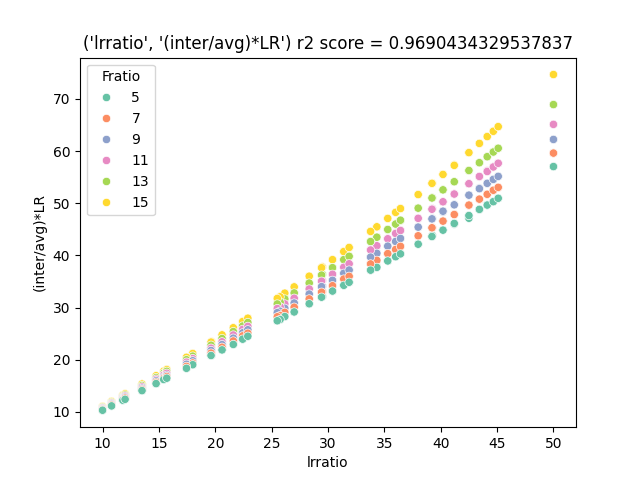 ('lrratio', '(inter/avg)*LR') r2 score = 0.9690434329537837
Fratio
5
7
9
11
13
15
(inter/avg)*LR
70
60
50
40
30
20
10
10 15 20 25 30 35 40 45 50
lrratio